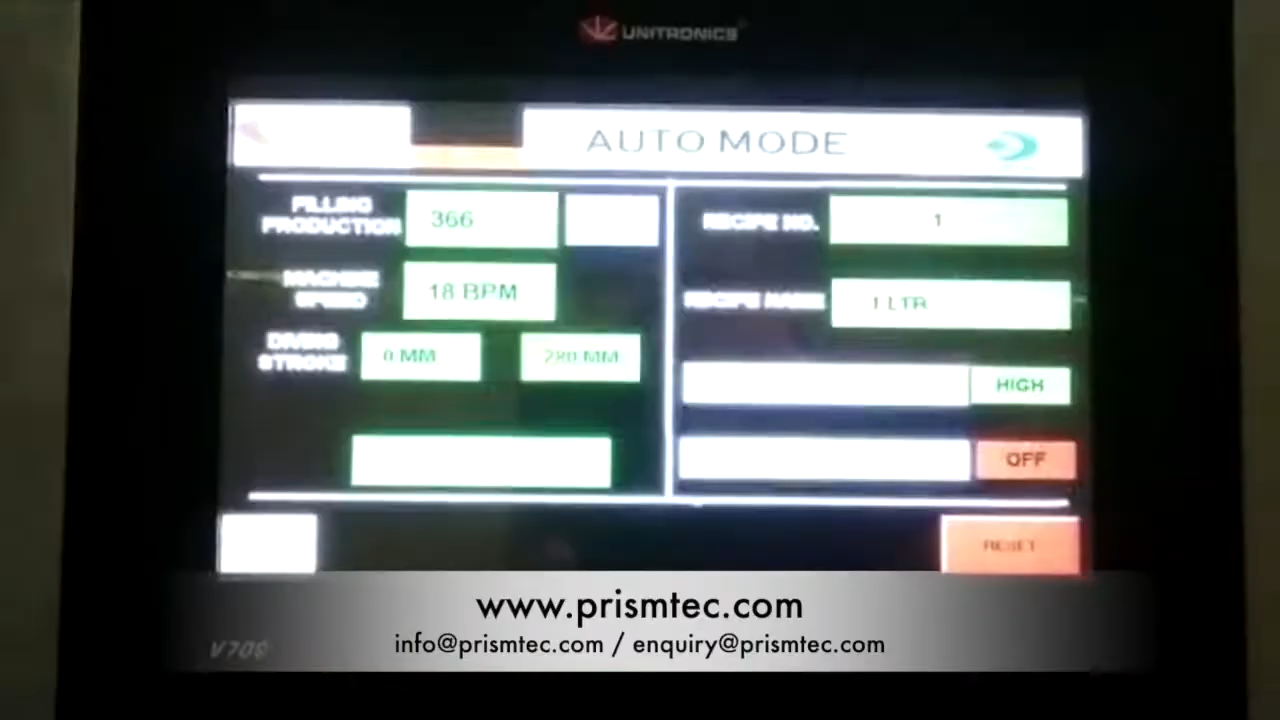 UNITRONICS
AUTO MODE
FILLING PRODUCTION 366
MACHINE SPEED 18 BPM
DIVING STROKE 0 MM 280 MM
RECIPE NO. 1
RECIPE NAME 1 LTR
HIGH
OFF
RESET
www.prismtec.com
info@prismtec.com / enquiry@prismtec.com